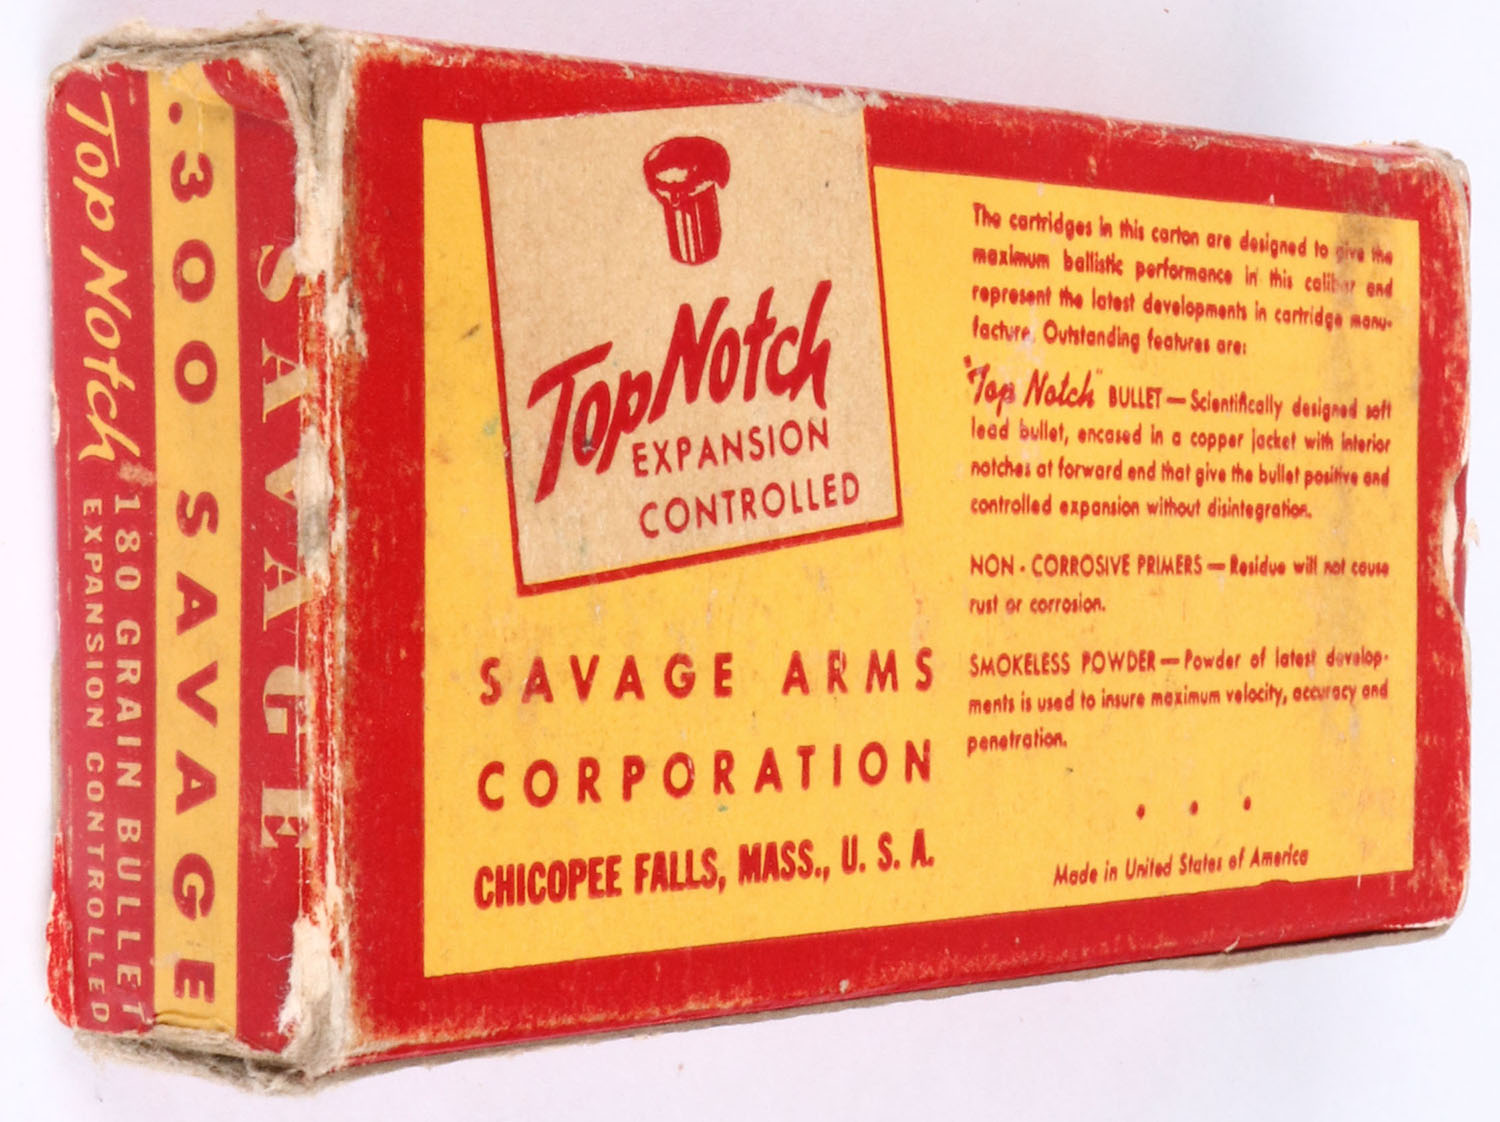 SAVAGE
.300 SAVAGE
Top Notch 180 GRAIN BULLET
EXPANSION CONTROLLED
Top Notch
EXPANSION
CONTROLLED
SAVAGE ARMS
CORPORATION
CHICOPEE FALLS, MASS., U. S. A.
The cartridges in this carton are designed to give the
maximum ballistic performance in this caliber and
represent the latest developments in cartridge manu-
facture. Outstanding features are:
"Top Notch" BULLET—Scientifically designed soft
lead bullet, encased in a copper jacket with interior
notches at forward end that give the bullet positive and
controlled expansion without disintegration.
NON - CORROSIVE PRIMERS — Residue will not cause
rust or corrosion.
SMOKELESS POWDER — Powder of latest develop-
ments is used to insure maximum velocity, accuracy and
penetration.
Made in United States of America